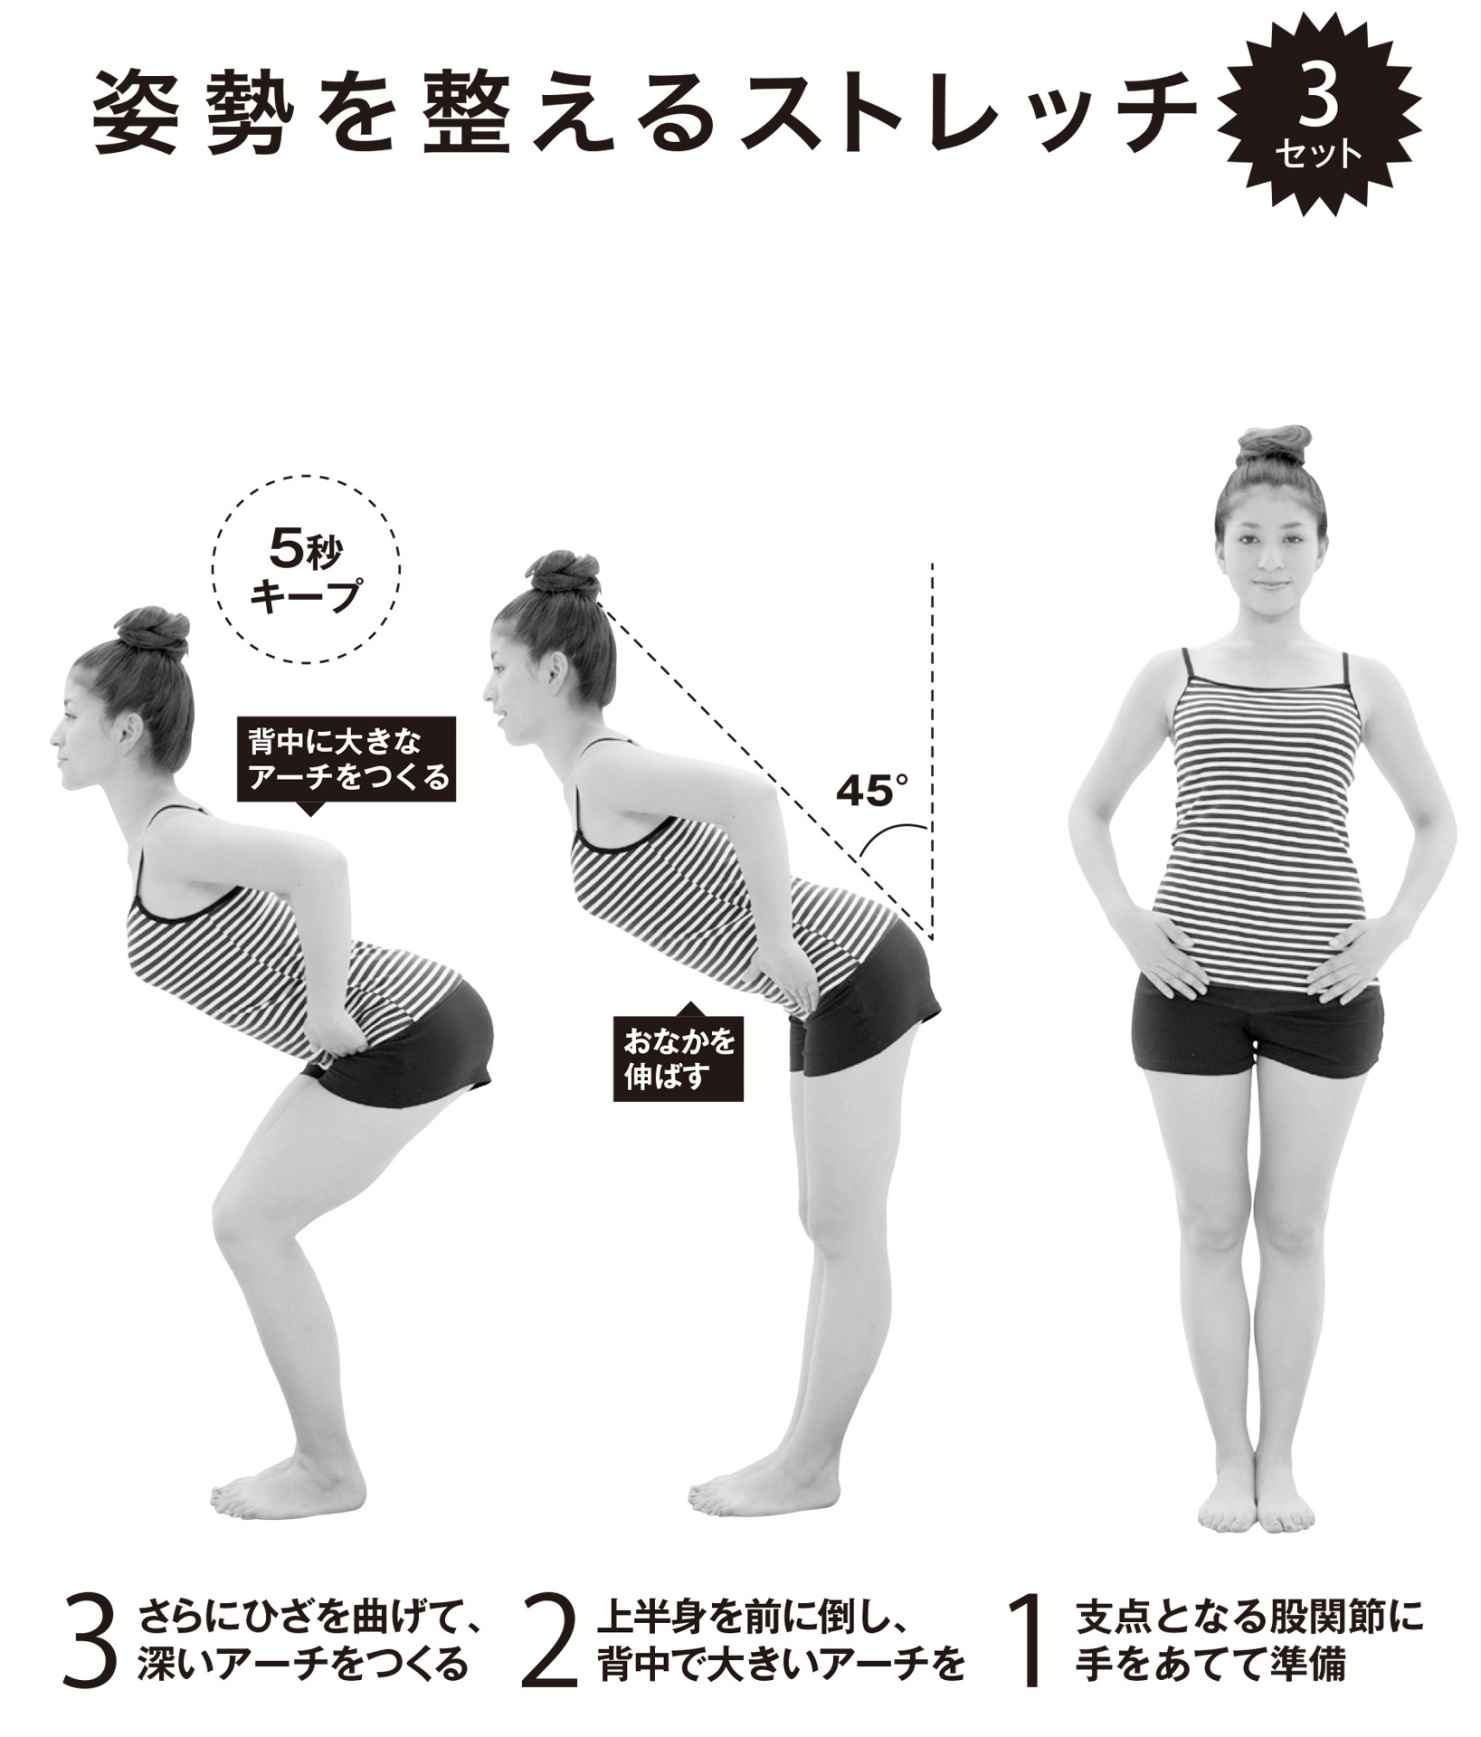 姿勢を整えるストレッチ
3
セット
1 支点となる股関節に
手をあてて準備
45°
2 上半身を前に倒し、
背中で大きいアーチを
おなかを
伸ばす
5秒
キープ
背中に大きな
アーチをつくる
3 さらにひざを曲げて、
深いアーチをつくる